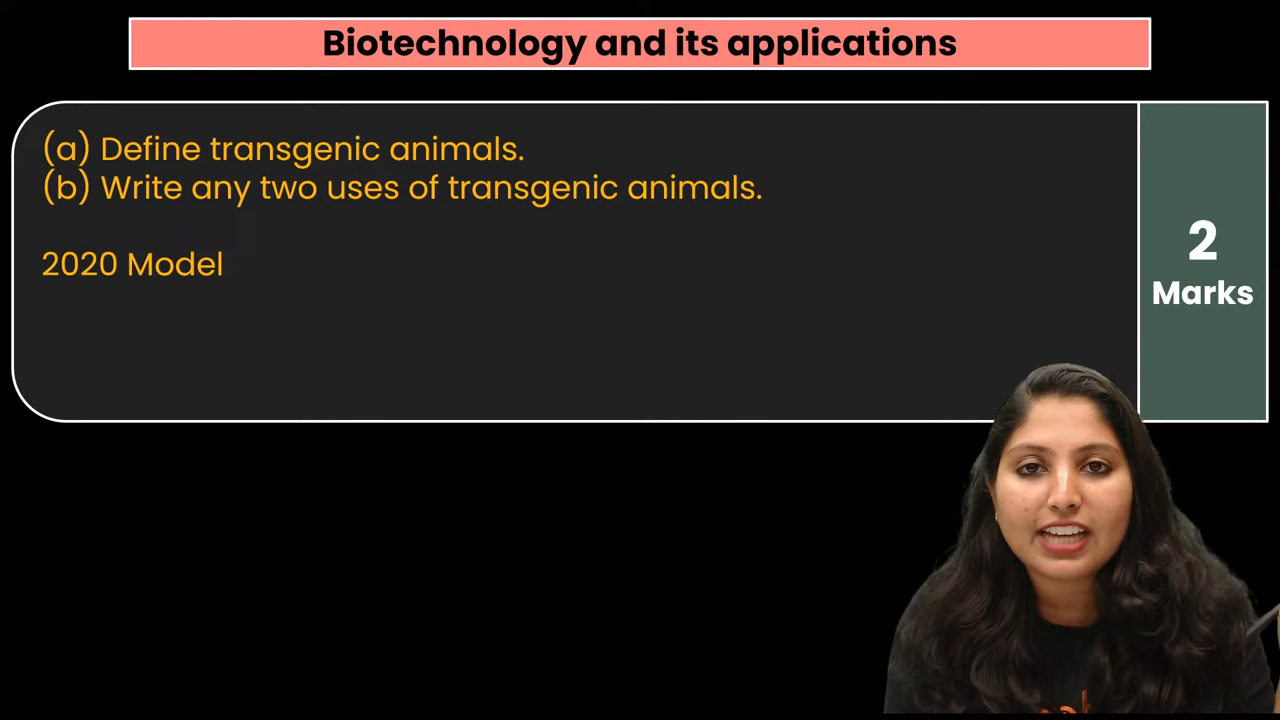 Biotechnology and its applications
(a) Define transgenic animals.
(b) Write any two uses of transgenic animals.
2020 Model
2
Marks